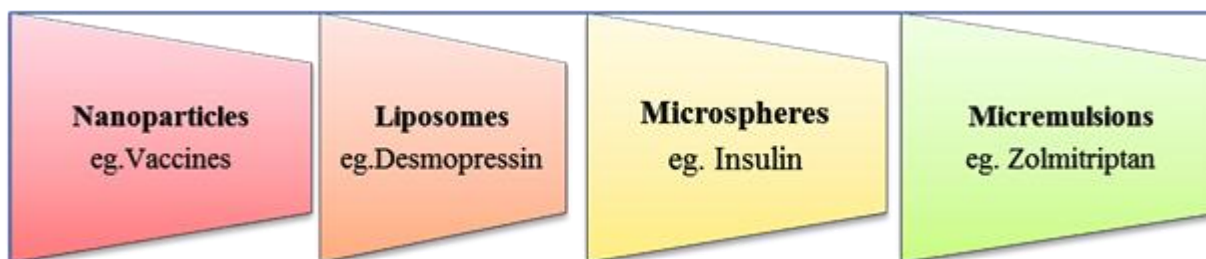 Nanoparticles
eg.Vaccines
Liposomes
eg.Desmopressin
Microspheres
eg. Insulin
Micremulsions
eg. Zolmitriptan